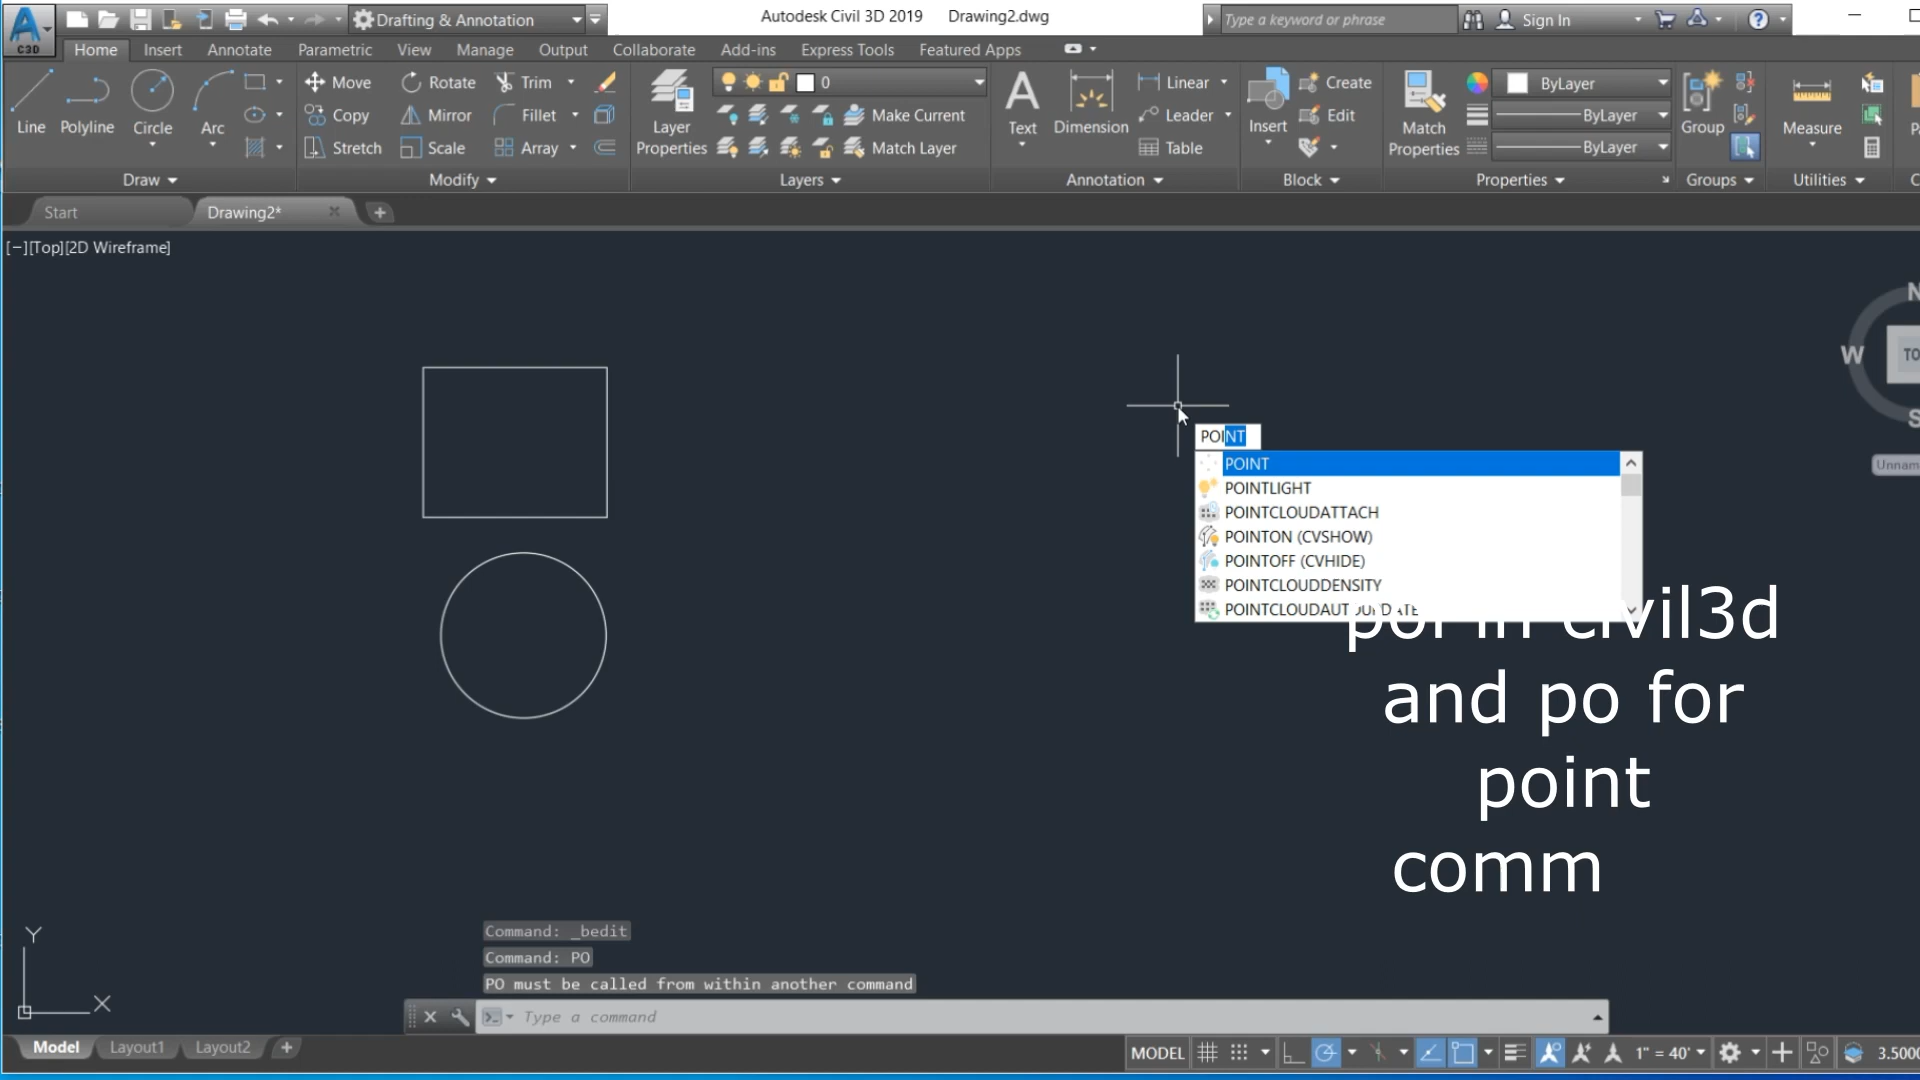 C3D
Drafting & Annotation
Autodesk Civil 3D 2019 Drawing2.dwg
Type a keyword or phrase
Sign In
Home Insert Annotate Parametric View Manage Output Collaborate Add-ins Express Tools Featured Apps
Line
Polyline
Circle
Arc
Draw
Move
Rotate
Trim
Copy
Mirror
Fillet
Stretch
Scale
Array
Modify
Layer
Properties
0
Make Current
Match Layer
Layers
Text
Dimension
Linear
Leader
Table
Annotation
Insert
Create
Edit
Block
Match
Properties
ByLayer
ByLayer
ByLayer
Properties
Group
Groups
Measure
Utilities
Start
Drawing2*
[−][Top][2D Wireframe]
N
W
TO
S
Unnam
POINT
POINT
POINTLIGHT
POINTCLOUDATTACH
POINTON (CVSHOW)
POINTOFF (CVHIDE)
POINTCLOUDDENSITY
POINTCLOUDAUTOUPDATE
poi in civil3d
and po for
point
comm
Command: _bedit
Command: PO
PO must be called from within another command
Type a command
Y
X
Model Layout1 Layout2
MODEL
1" = 40'
3.5000